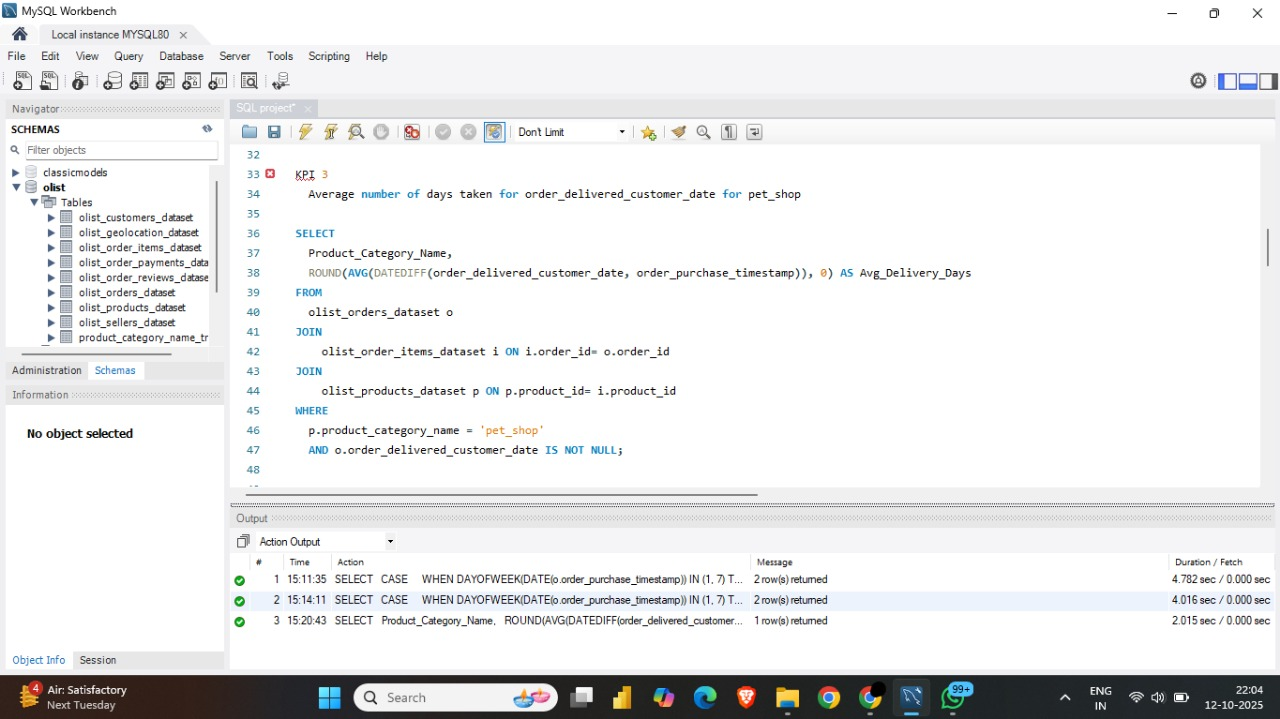 MySQL Workbench
Local instance MYSQL80
File Edit View Query Database Server Tools Scripting Help
Navigator
SCHEMAS
Filter objects
classicmodels
olist
Tables
olist_customers_dataset
olist_geolocation_dataset
olist_order_items_dataset
olist_order_payments_data
olist_order_reviews_datase
olist_orders_dataset
olist_products_dataset
olist_sellers_dataset
product_category_name_tr
Administration Schemas
Information
No object selected
Object Info Session
SQL project*
Don't Limit
32
33 KPI 3
34 Average number of days taken for order_delivered_customer_date for pet_shop
35
36 SELECT
37 Product_Category_Name,
38 ROUND(AVG(DATEDIFF(order_delivered_customer_date, order_purchase_timestamp)), 0) AS Avg_Delivery_Days
39 FROM
40 olist_orders_dataset o
41 JOIN
42 olist_order_items_dataset i ON i.order_id= o.order_id
43 JOIN
44 olist_products_dataset p ON p.product_id= i.product_id
45 WHERE
46 p.product_category_name = 'pet_shop'
47 AND o.order_delivered_customer_date IS NOT NULL;
48
Output
Action Output
# Time Action Message Duration / Fetch
1 15:11:35 SELECT CASE WHEN DAYOFWEEK(DATE(o.order_purchase_timestamp)) IN (1, 7) T... 2 row(s) returned 4.782 sec / 0.000 sec
2 15:14:11 SELECT CASE WHEN DAYOFWEEK(DATE(o.order_purchase_timestamp)) IN (1, 7) T... 2 row(s) returned 4.016 sec / 0.000 sec
3 15:20:43 SELECT Product_Category_Name, ROUND(AVG(DATEDIFF(order_delivered_customer... 1 row(s) returned 2.015 sec / 0.000 sec
4
Air: Satisfactory
Next Tuesday
Search
99+
ENG
IN
22:04
12-10-2025